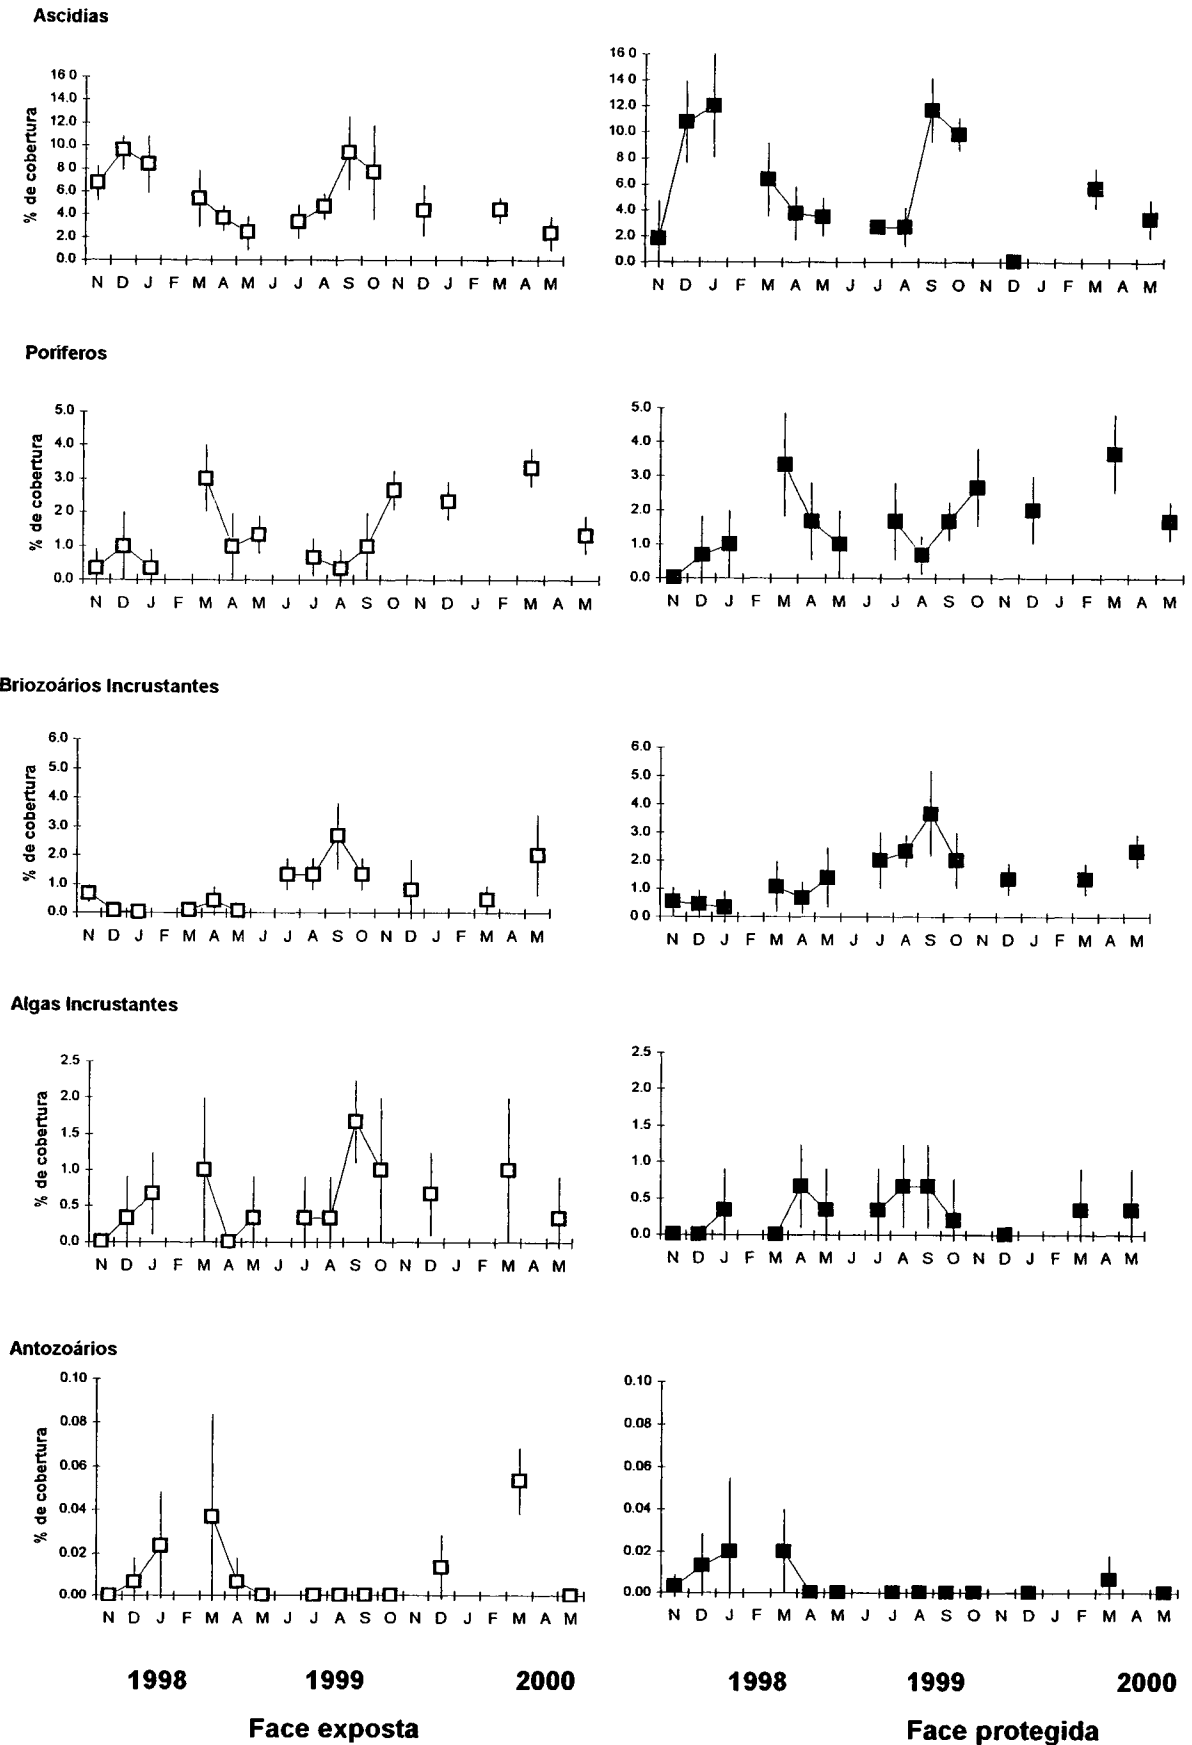 Ascidias
% de cobertura
16 0
14.0
12.0
10.0
8 0
6.0
4.0
2.0
0.0
N D J F M A M J J A S O N D J F M A M
16 0
14 0
12.0
10.0
8 0
6.0
4 0
2 0
0.0
N D J F M A M J J A S O N D J F M A M
Poríferos
% de cobertura
5.0
4.0
3.0
2.0
1.0
0.0
N D J F M A M J J A S O N D J F M A M
5.0
4.0
3.0
2.0
1.0
0.0
N D J F M A M J J A S O N D J F M A M
Briozoários Incrustantes
% de cobertura
6.0
5.0
4.0
3.0
2.0
1.0
0.0
N D J F M A M J J A S O N D J F M A M
6.0
5.0
4.0
3.0
2.0
1.0
0 0
N D J F M A M J J A S O N D J F M A M
Algas Incrustantes
% de cobertura
2.5
2.0
1.5
1.0
0.5
0.0
N D J F M A M J J A S O N D J F M A M
2.5
2.0
1.5
1.0
0.5
0.0
N D J F M A M J J A S O N D J F M A M
Antozoários
% de cobertura
0.10
0.08
0.06
0.04
0.02
0.00
N D J F M A M J J A S O N D J F M A M
0.10
0.08
0.06
0.04
0.02
0.00
N D J F M A M J J A S O N D J F M A M
1998 1999 2000
1998 1999 2000
Face exposta
Face protegida